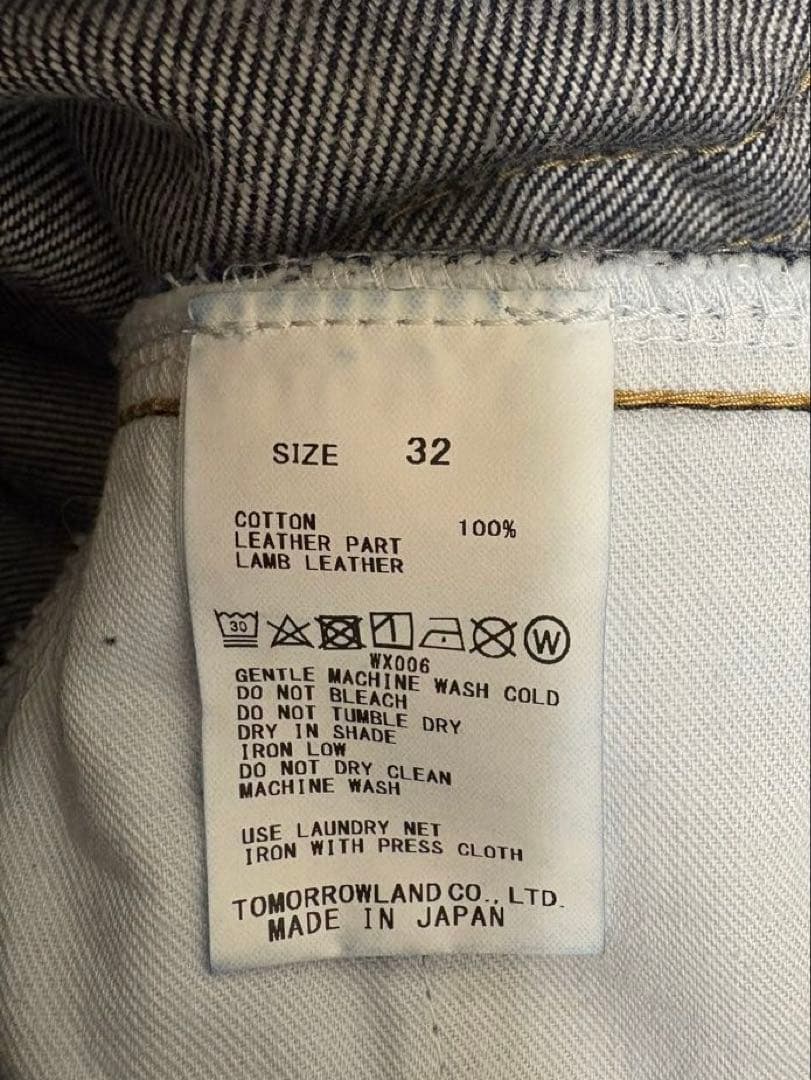 SIZE 32
COTTON 100%
LEATHER PART
LAMB LEATHER
30 W
WX006
GENTLE MACHINE WASH COLD
DO NOT BLEACH
DO NOT TUMBLE DRY
DRY IN SHADE
IRON LOW
DO NOT DRY CLEAN
MACHINE WASH
USE LAUNDRY NET
IRON WITH PRESS CLOTH
TOMORROWLAND CO., LTD.
MADE IN JAPAN